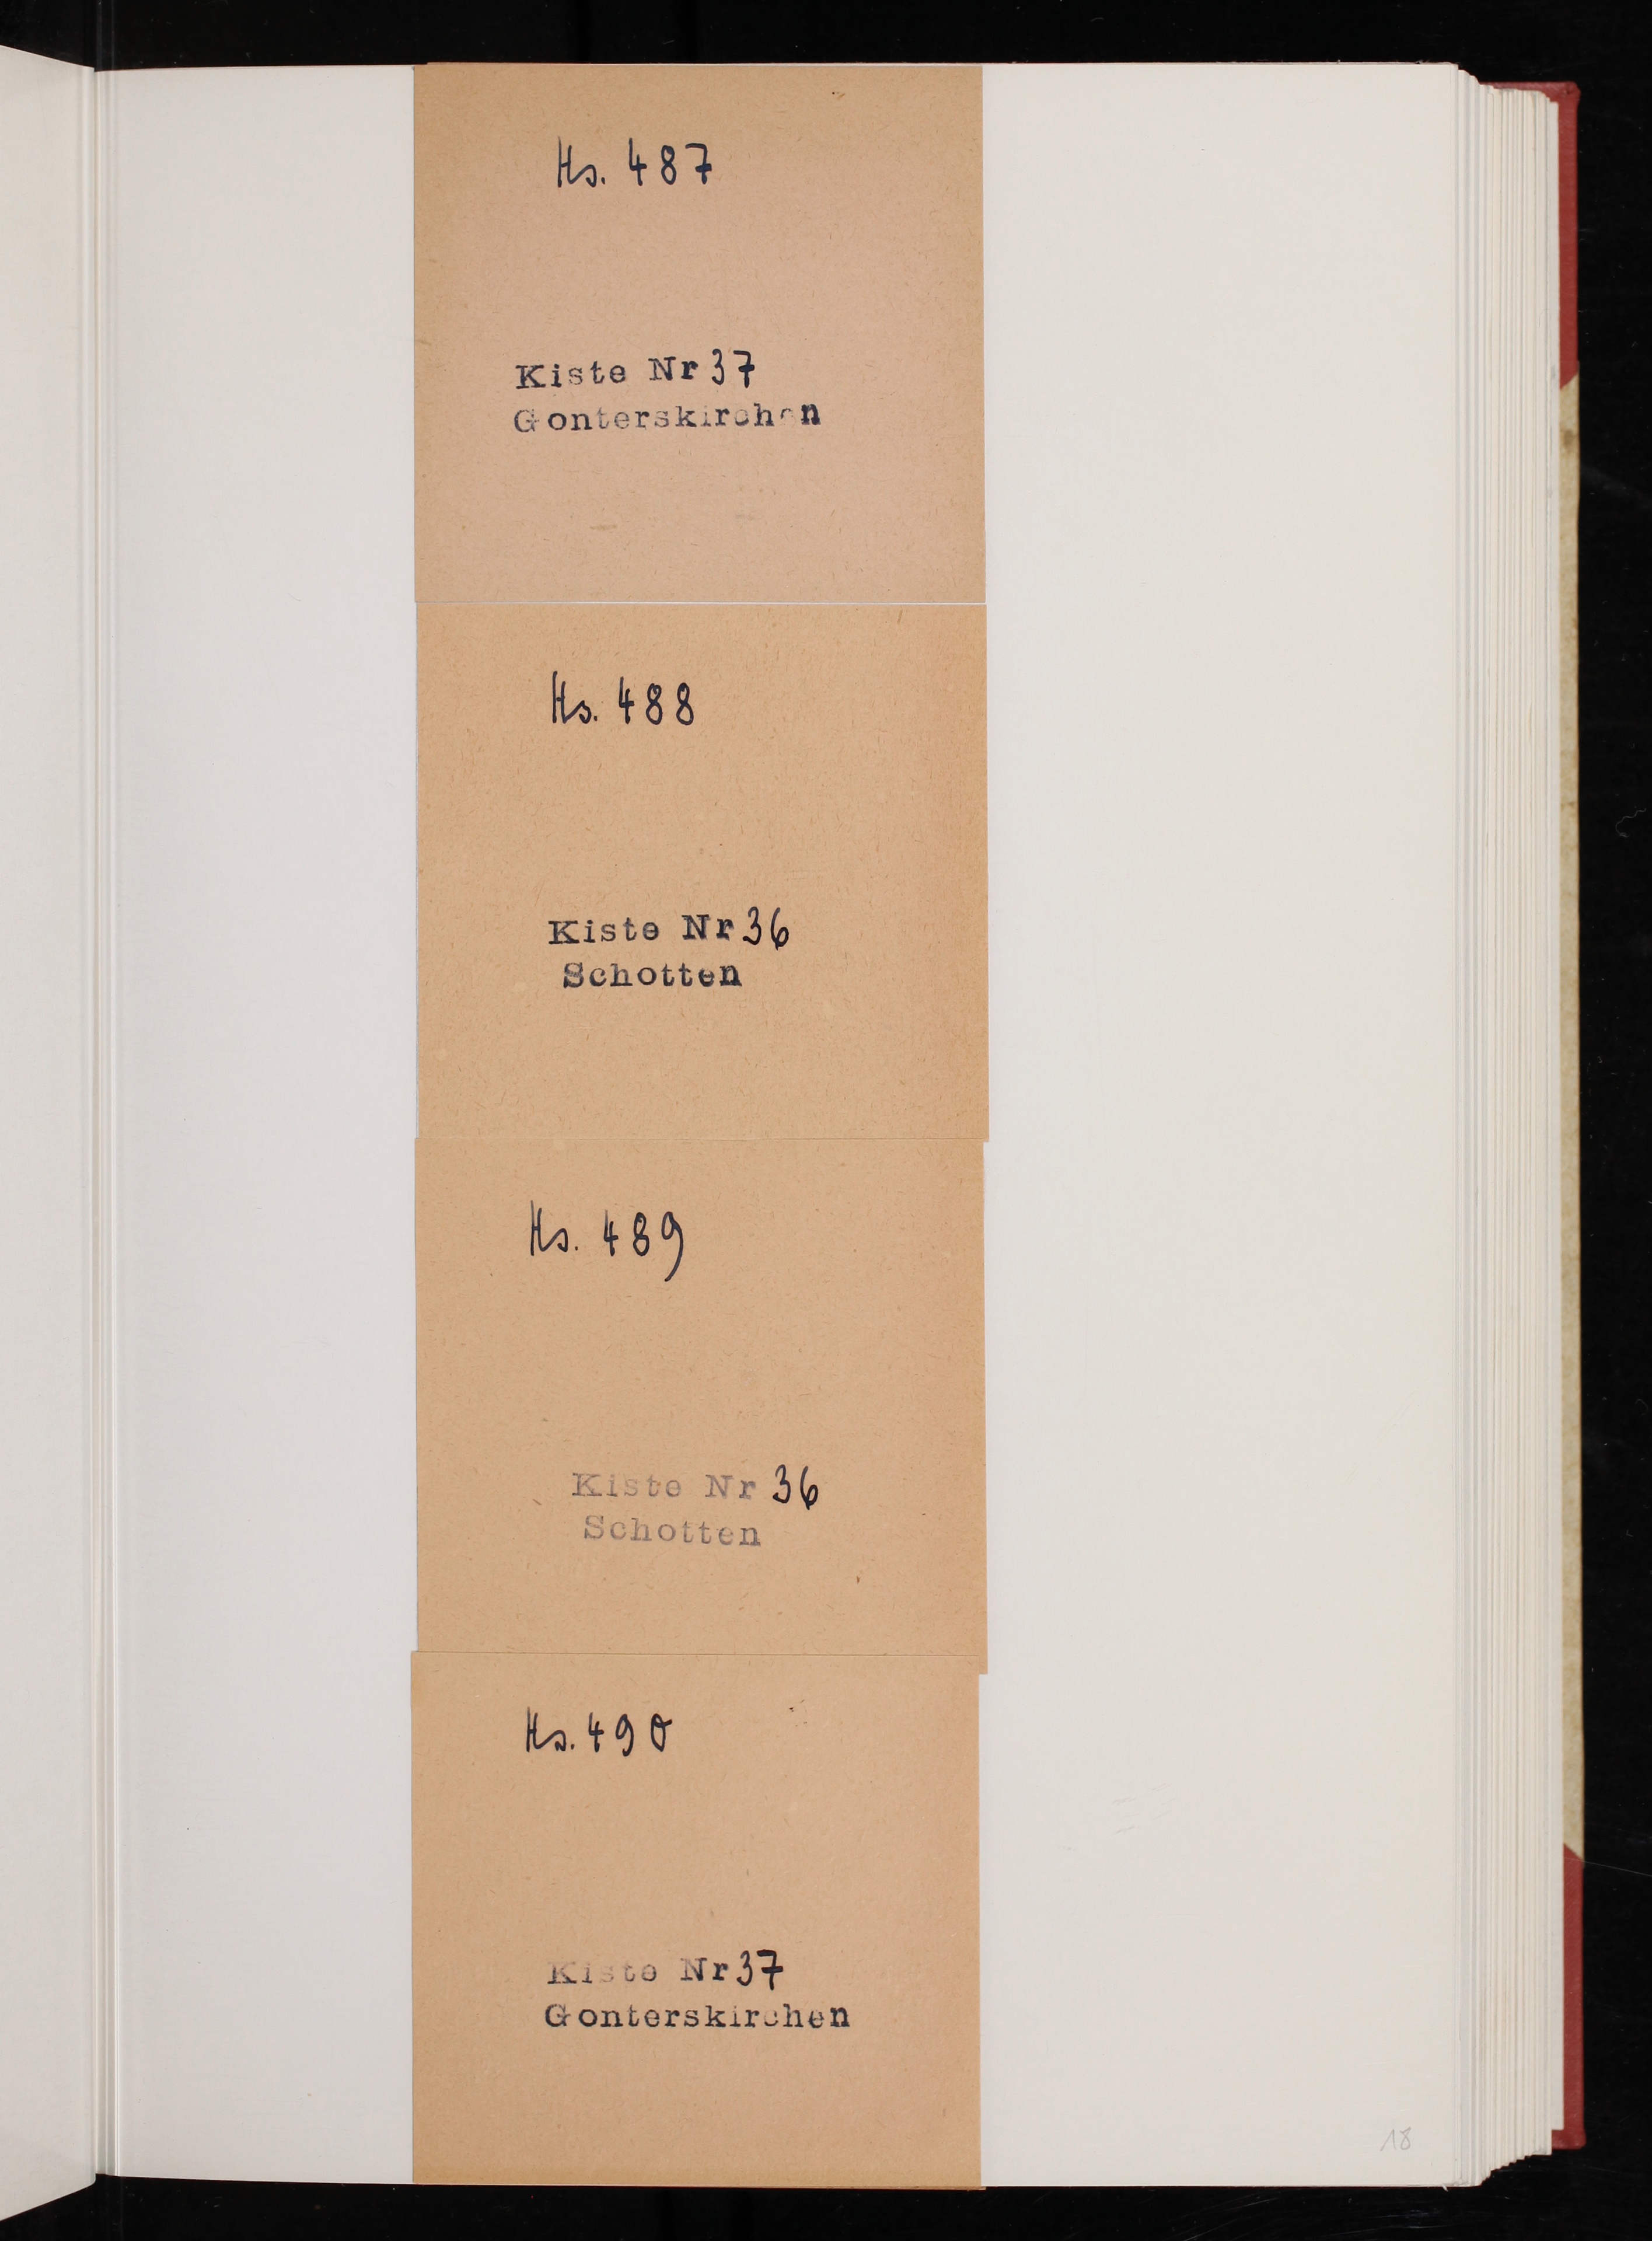 Hs. 487
Kiste Nr 37
Gonterskirchen
Hs. 488
Kiste Nr 36
Schotten
Hs. 489
Kiste Nr 36
Schotten
Hs. 490
Kiste Nr 37
Gonterskirchen
18